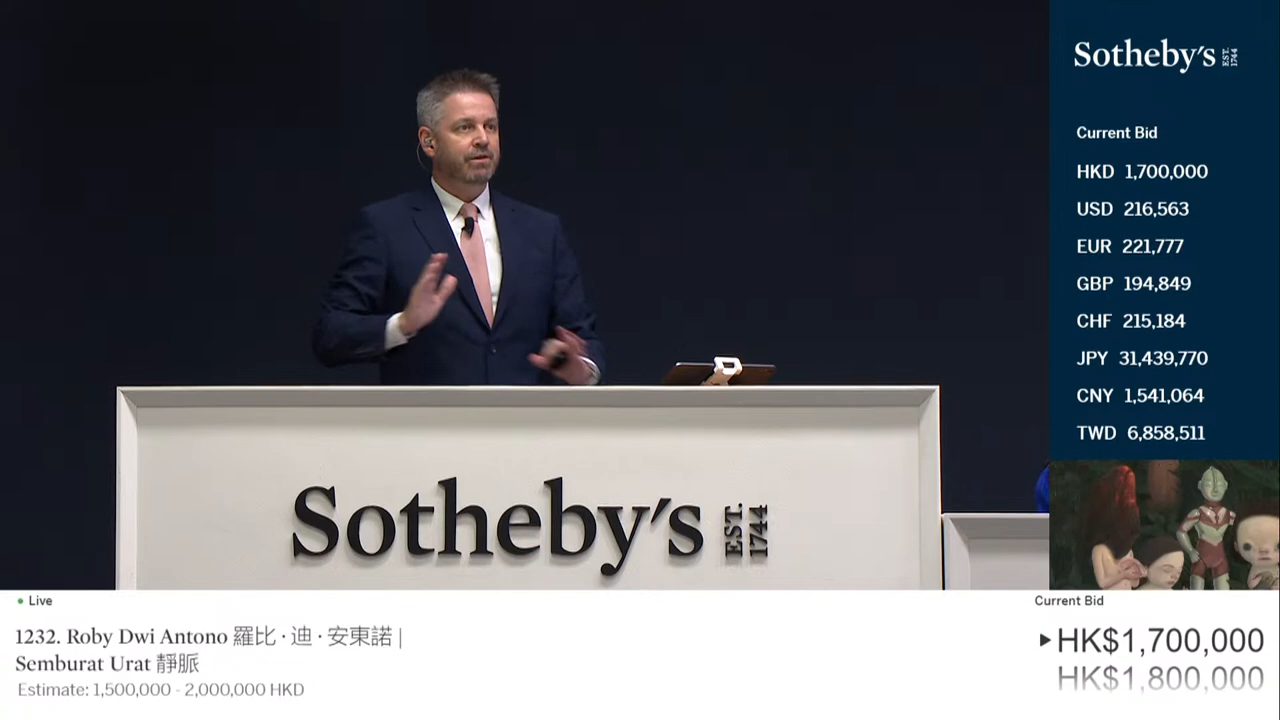 Sotheby's EST. 1744
Current Bid
HKD 1,700,000
USD 216,563
EUR 221,777
GBP 194,849
CHF 215,184
JPY 31,439,770
CNY 1,541,064
TWD 6,858,511
Sotheby's EST. 1744
Live
1232. Roby Dwi Antono 羅比 · 迪 · 安東諾 |
Semburat Urat 靜脈
Estimate: 1,500,000 - 2,000,000 HKD
Current Bid
HK$1,700,000
HK$1,800,000